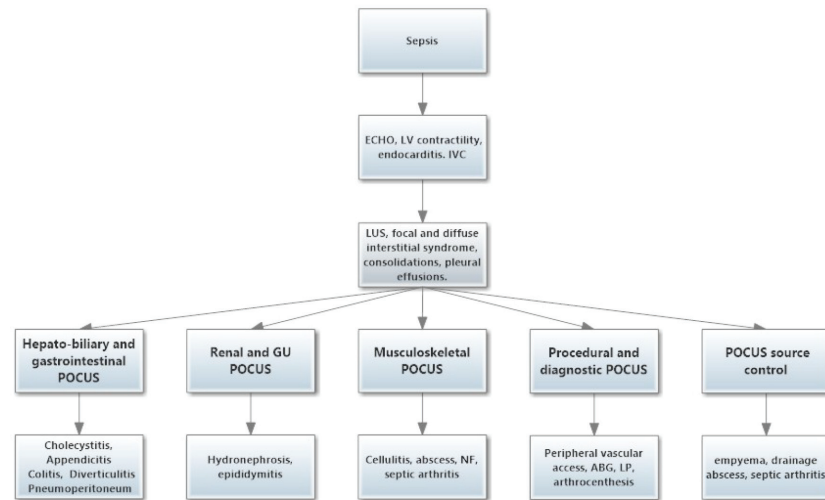 Sepsis
ECHO, LV contractility,
endocarditis. IVC
LUS, focal and diffuse
interstitial syndrome,
consolidations, pleural
effusions.
Hepato-biliary and
gastrointestinal
POCUS
Renal and GU
POCUS
Musculoskeletal
POCUS
Procedural and
diagnostic POCUS
POCUS source
control
Cholecystitis,
Appendicitis
Colitis, Diverticulitis
Pneumoperitoneum
Hydronephrosis,
epididymitis
Cellulitis, abscess, NF,
septic arthritis
Peripheral vascular
access, ABG, LP,
arthrocenthesis
empyema, drainage
abscess, septic arthritis